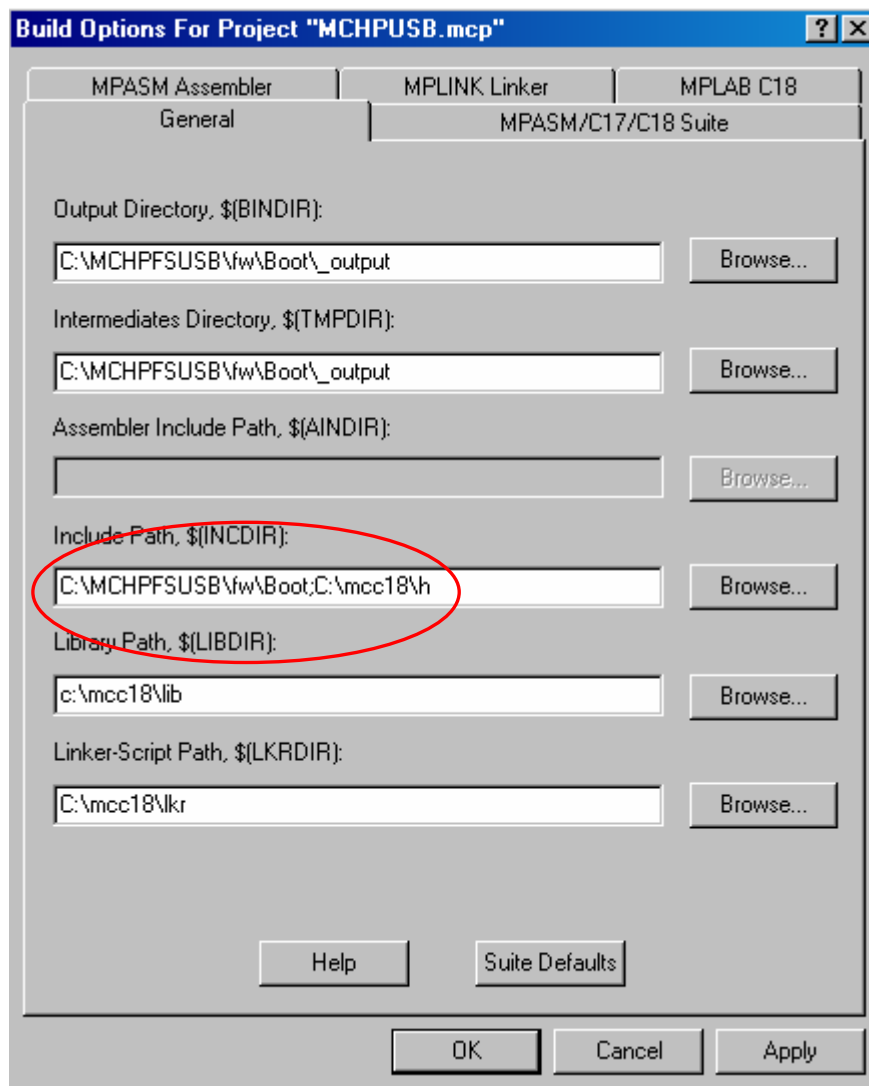 Build Options For Project "MCHPUSB.mcp"
MPASM Assembler MPLINK Linker MPLAB C18
General MPASM/C17/C18 Suite
Output Directory, $(BINDIR):
C:\MCHPFSUSB\fw\Boot\_output Browse...
Intermediates Directory, $(TMPDIR):
C:\MCHPFSUSB\fw\Boot\_output Browse...
Assembler Include Path, $(AINDIR):
Browse...
Include Path, $(INCDIR):
C:\MCHPFSUSB\fw\Boot;C:\mcc18\h Browse...
Library Path, $(LIBDIR):
c:\mcc18\lib Browse...
Linker-Script Path, $(LKRDIR):
C:\mcc18\lkr Browse...
Help Suite Defaults
OK Cancel Apply